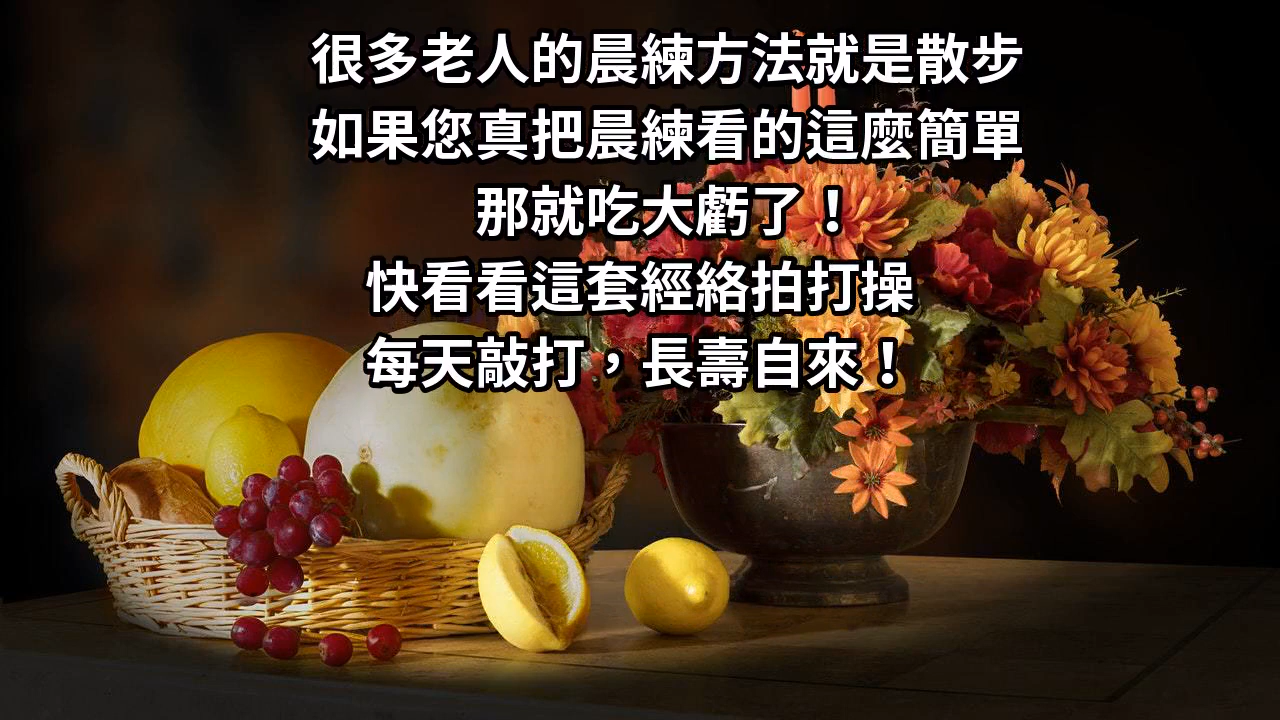 很多老人的晨練方法就是散步
如果您真把晨練看的這麼簡單
那就吃大虧了！
快看看這套經絡拍打操
每天敲打，長壽自來！